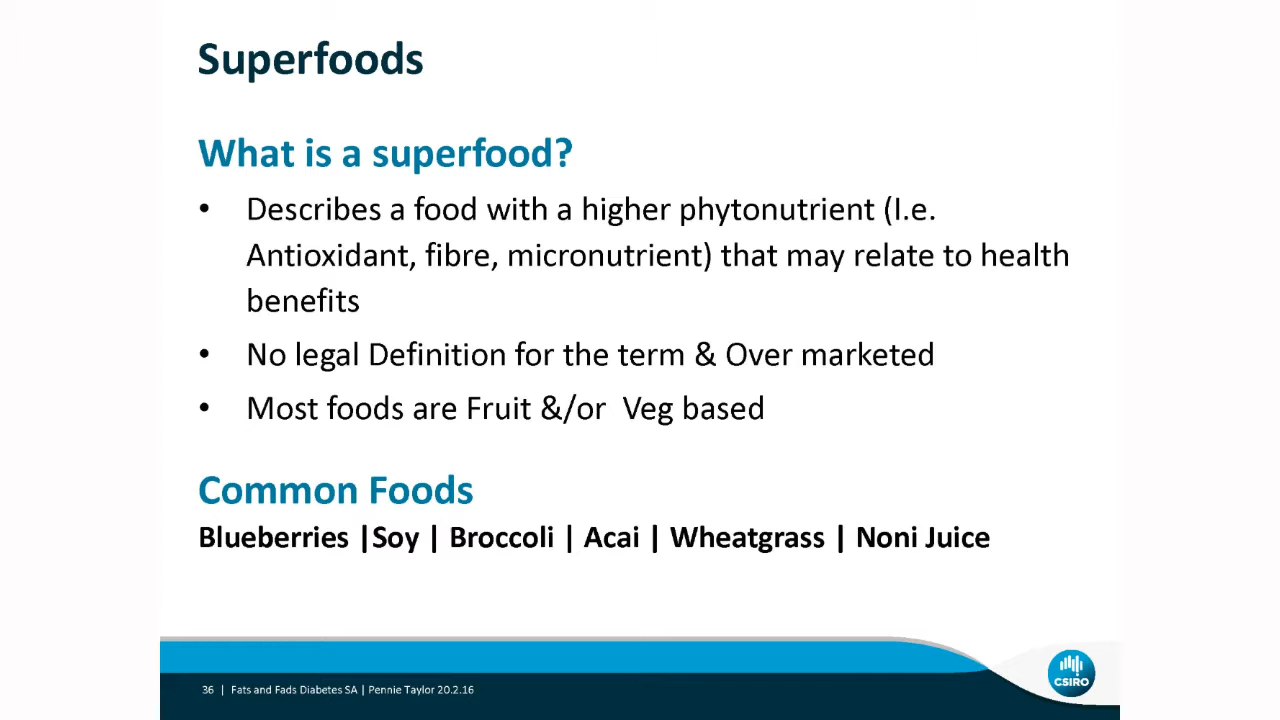 Superfoods
What is a superfood?
• Describes a food with a higher phytonutrient (I.e.
Antioxidant, fibre, micronutrient) that may relate to health
benefits
• No legal Definition for the term & Over marketed
• Most foods are Fruit &/or  Veg based
Common Foods
Blueberries |Soy | Broccoli | Acai | Wheatgrass | Noni Juice
36 | Fats and Fads Diabetes SA | Pennie Taylor 20.2.16
CSIRO